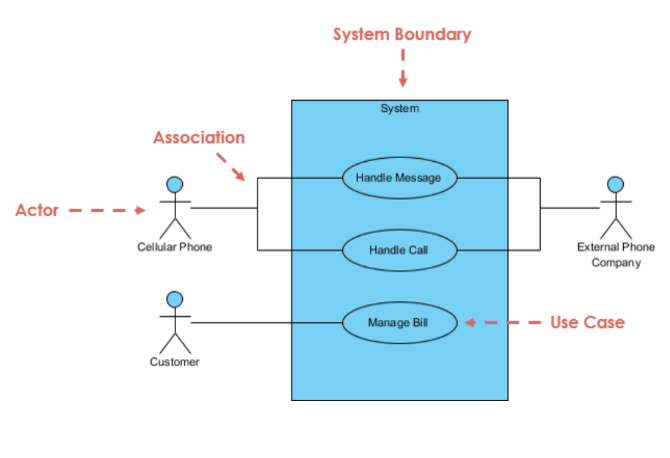 System Boundary
System
Association
Handle Message
Actor
Cellular Phone
Handle Call
External Phone
Company
Manage Bill
Use Case
Customer